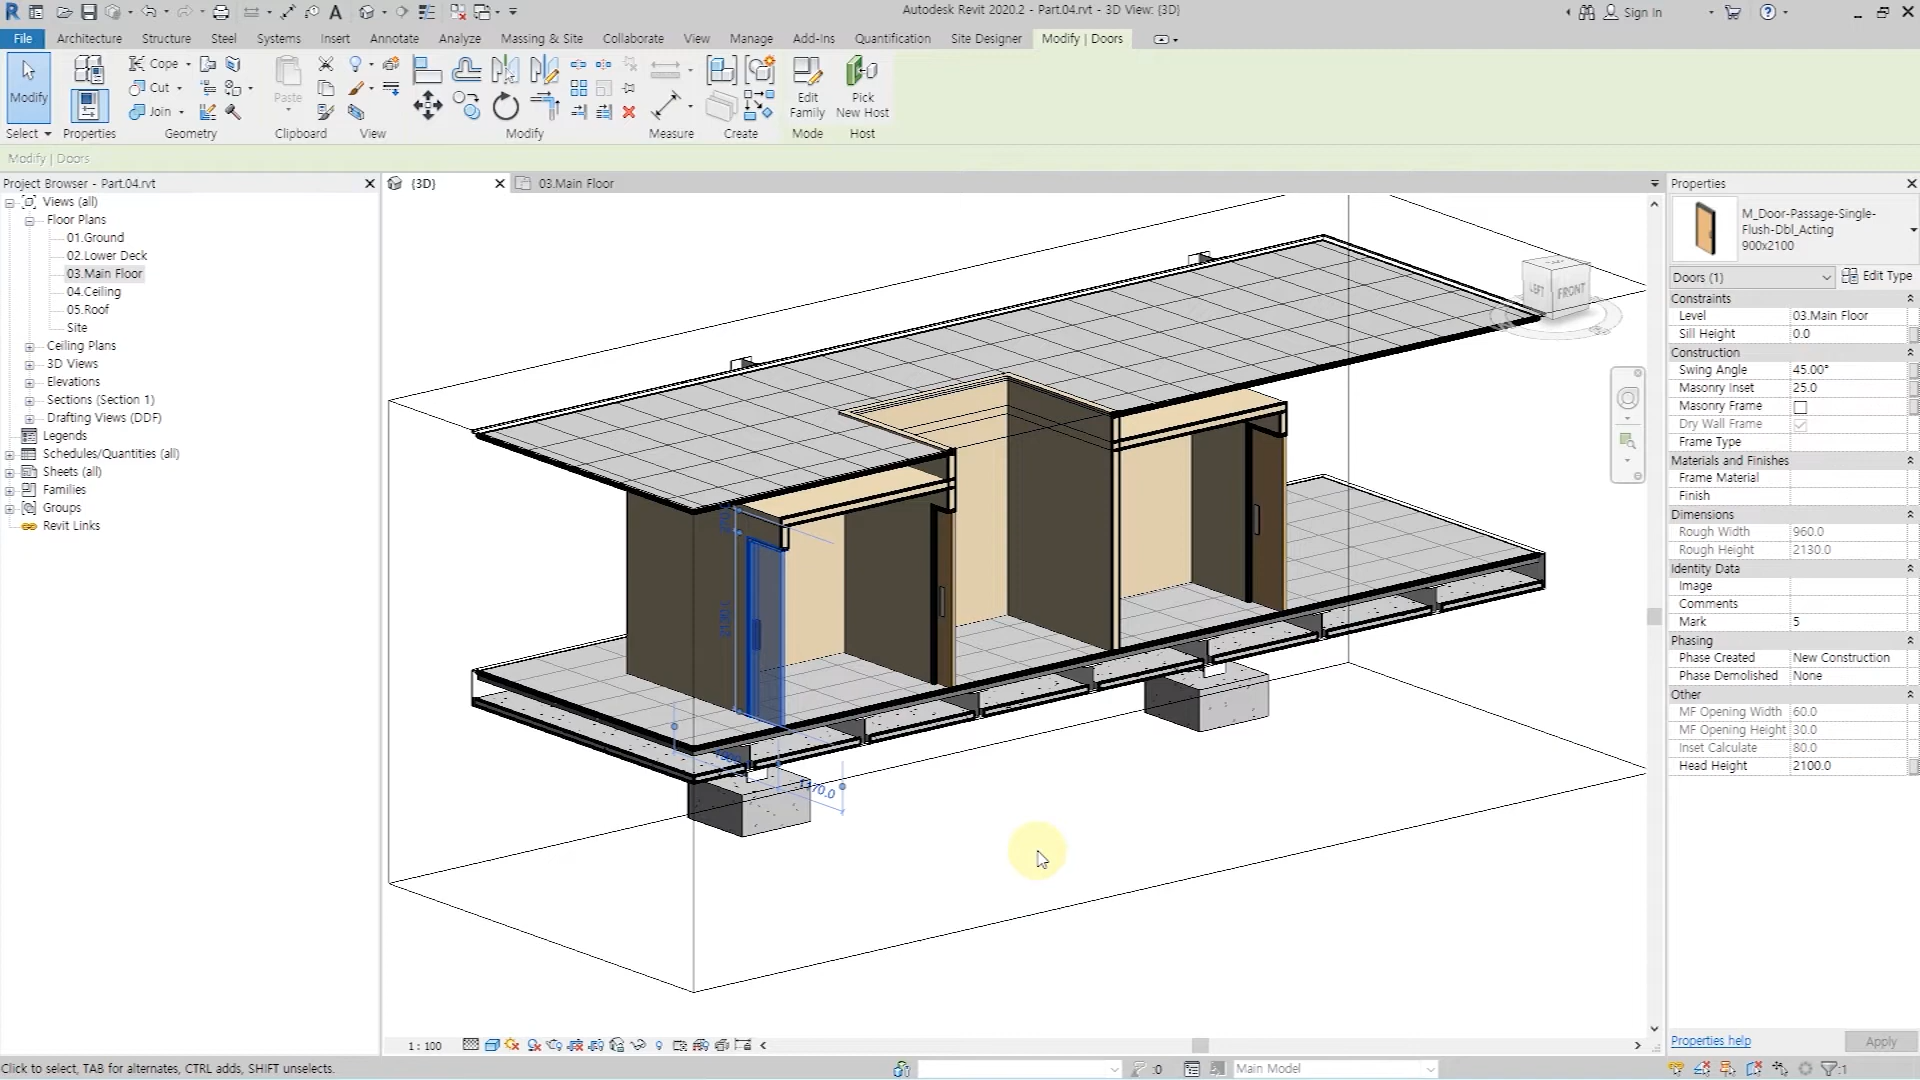 Autodesk Revit 2020.2 - Part.04.rvt - 3D View: {3D}
Sign In
File
Architecture
Structure
Steel
Systems
Insert
Annotate
Analyze
Massing & Site
Collaborate
View
Manage
Add-Ins
Quantification
Site Designer
Modify | Doors
Modify
Cope
Cut
Join
Paste
Edit
Family
Pick
New Host
Select
Properties
Geometry
Clipboard
View
Modify
Measure
Create
Mode
Host
Modify | Doors
Project Browser - Part.04.rvt
{3D}
03.Main Floor
Views (all)
Floor Plans
01.Ground
02.Lower Deck
03.Main Floor
04.Ceiling
05.Roof
Site
Ceiling Plans
3D Views
Elevations
Sections (Section 1)
Drafting Views (DDF)
Legends
Schedules/Quantities (all)
Sheets (all)
Families
Groups
Revit Links
LEFT
FRONT
Properties
M_Door-Passage-Single-
Flush-Dbl_Acting
900x2100
Doors (1)
Edit Type
Constraints
Level 03.Main Floor
Sill Height 0.0
Construction
Swing Angle 45.00°
Masonry Inset 25.0
Masonry Frame
Dry Wall Frame
Frame Type
Materials and Finishes
Frame Material
Finish
Dimensions
Rough Width 960.0
Rough Height 2130.0
Identity Data
Image
Comments
Mark 5
Phasing
Phase Created New Construction
Phase Demolished None
Other
MF Opening Width 60.0
MF Opening Height 30.0
Inset Calculate 80.0
Head Height 2100.0
Properties help
Apply
1 : 100
Click to select, TAB for alternates, CTRL adds, SHIFT unselects.
:0
Main Model
:1